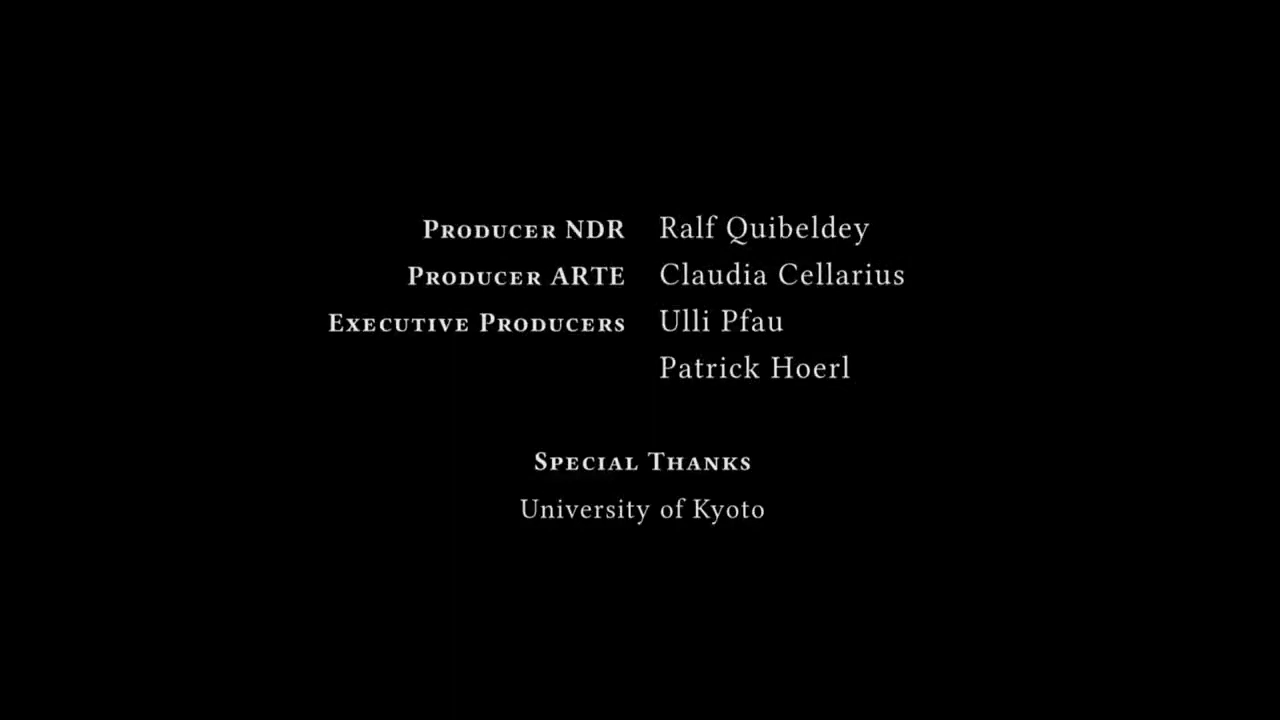 Producer NDR Ralf Quibeldey
Producer ARTE Claudia Cellarius
Executive Producers Ulli Pfau
Patrick Hoerl
Special Thanks
University of Kyoto